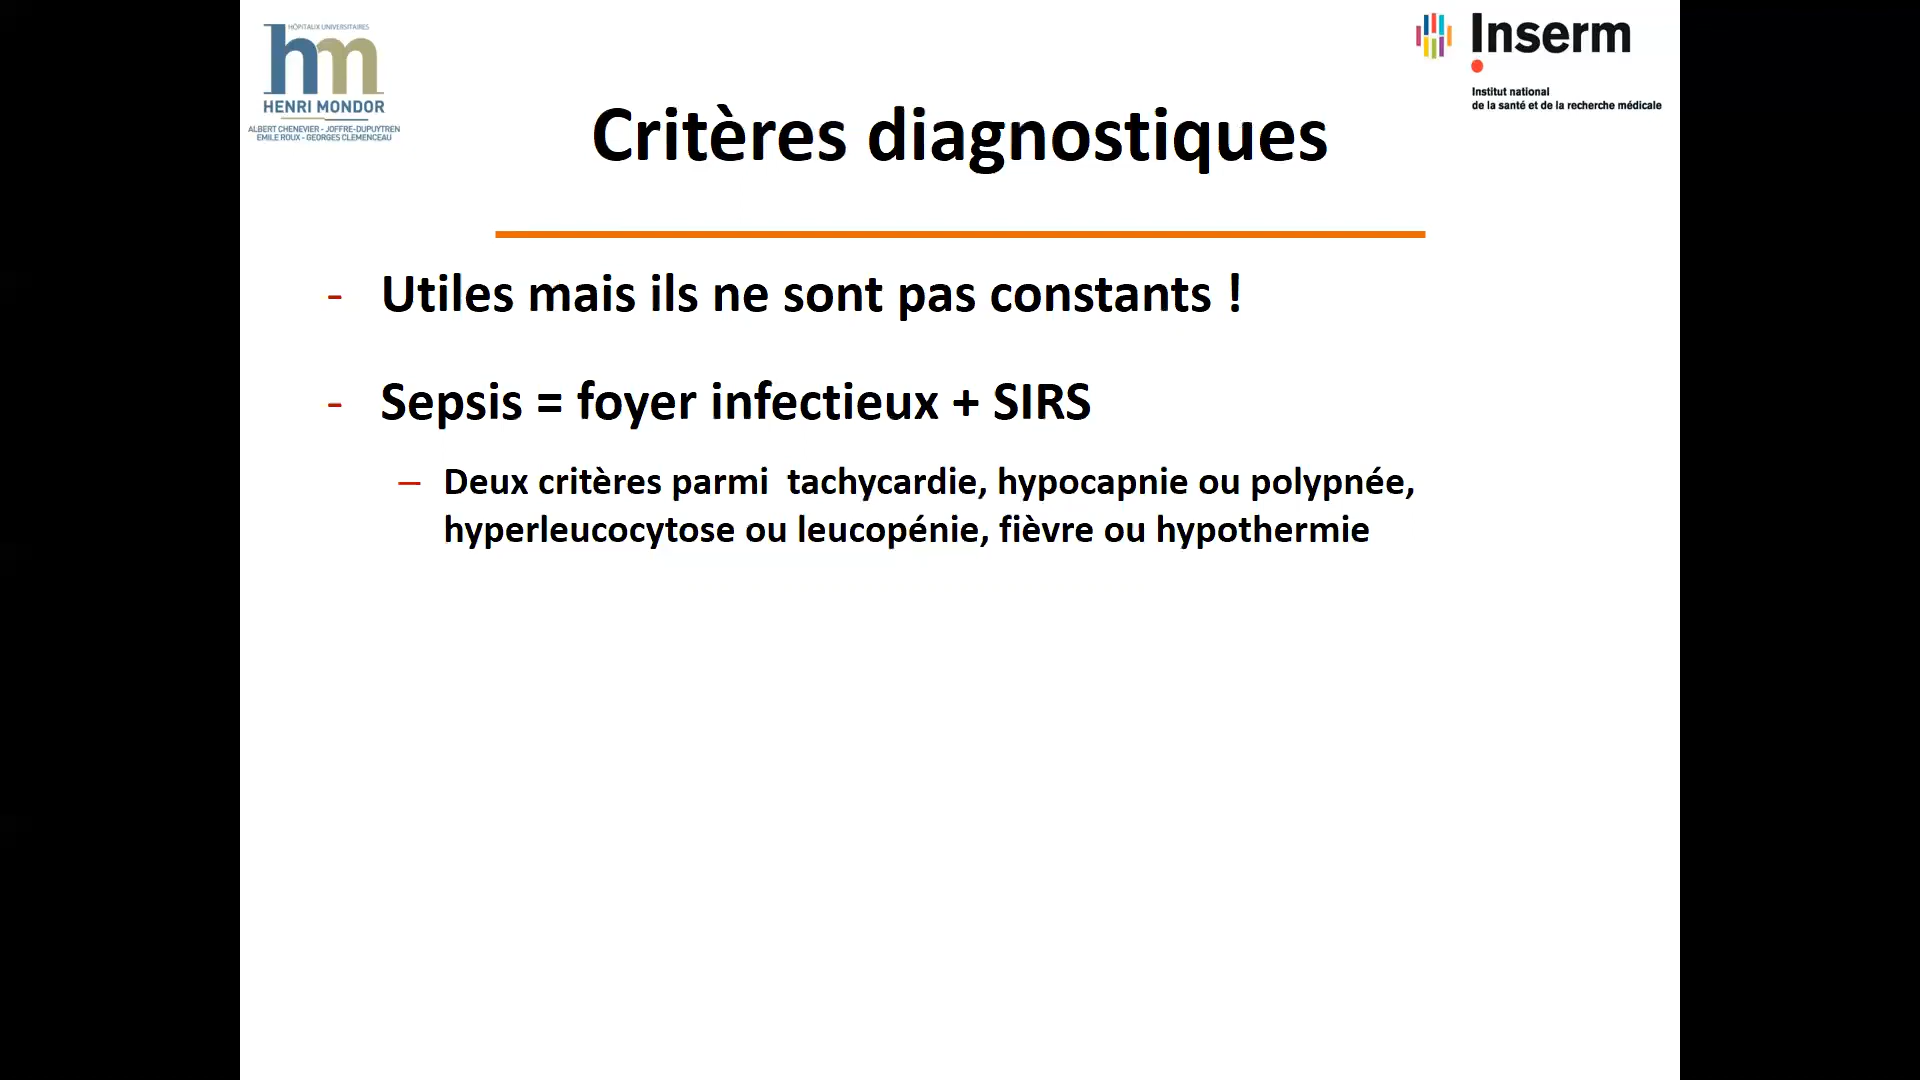 HÔPITAUX UNIVERSITAIRES
hm
HENRI MONDOR
ALBERT CHENEVIER - JOFFRE-DUPUYTREN
EMILE ROUX - GEORGES CLEMENCEAU
Inserm
Institut national
de la santé et de la recherche médicale
Critères diagnostiques
- Utiles mais ils ne sont pas constants !
- Sepsis = foyer infectieux + SIRS
– Deux critères parmi  tachycardie, hypocapnie ou polypnée,
hyperleucocytose ou leucopénie, fièvre ou hypothermie